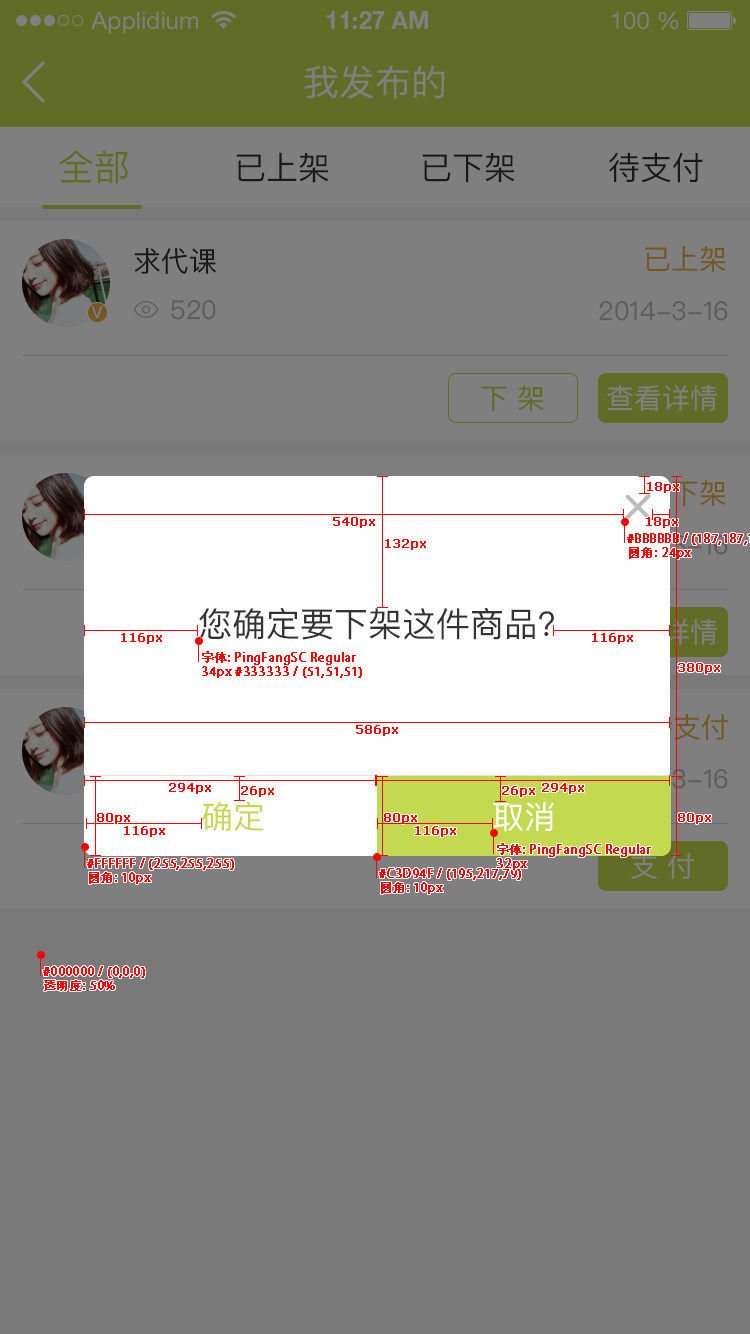 Applidium 11:27 AM 100 %
我发布的
全部 已上架 已下架 待支付
求代课 已上架
520 2014-3-16
下 架 查看详情
18px
下架
540px 18px
132px
#BBBBBB / (187,187,1
圆角: 24px
-16
您确定要下架这件商品?
116px 116px
详情
字体: PingFangSC Regular
34px #333333 / (51,51,51)
380px
586px
支付
3-16
294px 26px 26px 294px
确定 取消
80px 80px 80px
116px 116px
字体: PingFangSC Regular
32px
#FFFFFF / (255,255,255)
圆角: 10px
#C3D94F / (195,217,79)
圆角: 10px
支 付
#000000 / (0,0,0)
透明度: 50%